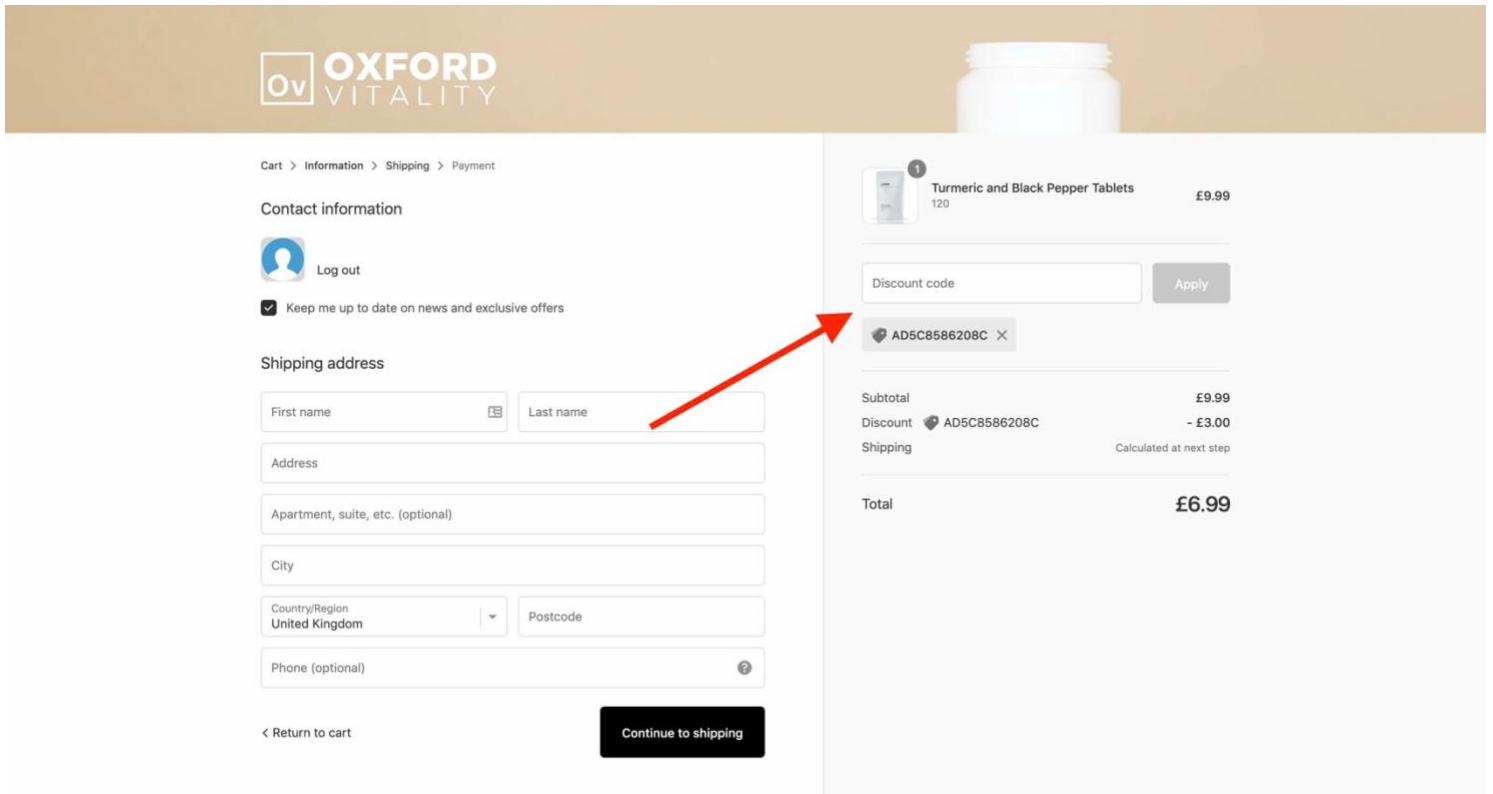 Ov OXFORD
VITALITY
Cart > Information > Shipping > Payment
Contact information
Log out
Keep me up to date on news and exclusive offers
Shipping address
First name
Last name
Address
Apartment, suite, etc. (optional)
City
Country/Region
United Kingdom
Postcode
Phone (optional)
?
< Return to cart
Continue to shipping
1
Turmeric and Black Pepper Tablets
120
£9.99
Discount code
Apply
AD5C8586208C
Subtotal £9.99
Discount AD5C8586208C - £3.00
Shipping Calculated at next step
Total £6.99